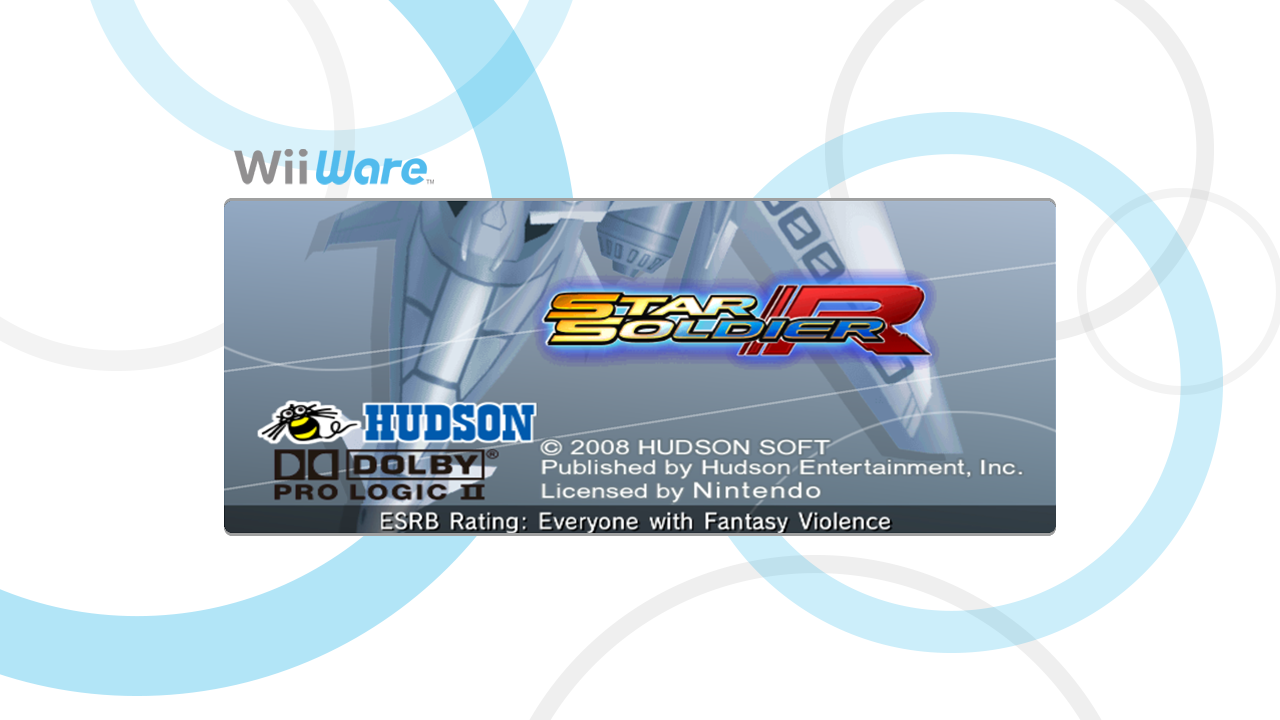 WiiWare™
STAR
SOLDIER R
HUDSON
DOLBY®
PRO LOGIC II
© 2008 HUDSON SOFT
Published by Hudson Entertainment, Inc.
Licensed by Nintendo
ESRB Rating: Everyone with Fantasy Violence